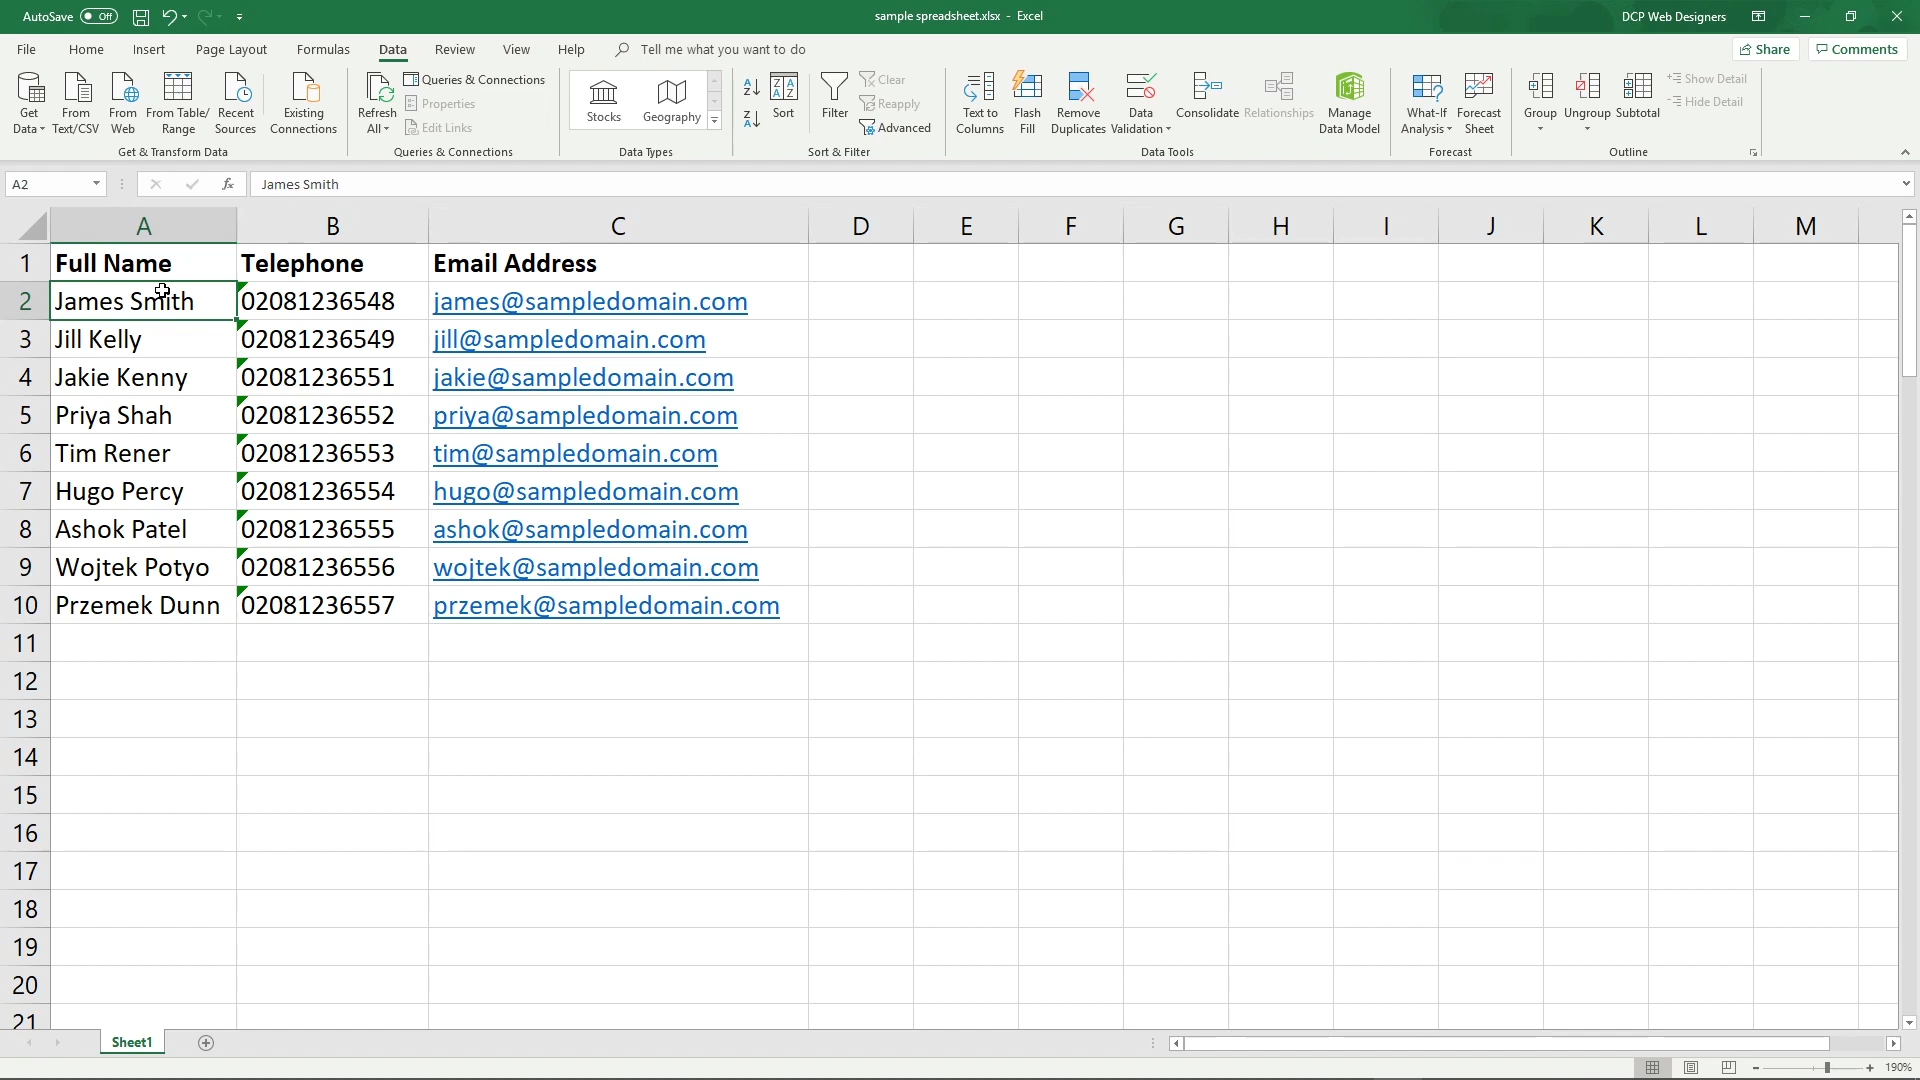 AutoSave Off
sample spreadsheet.xlsx - Excel
DCP Web Designers
File Home Insert Page Layout Formulas Data Review View Help Tell me what you want to do
Share Comments
Get Data
From Text/CSV
From Web
From Table/ Range
Recent Sources
Existing Connections
Get & Transform Data
Refresh All
Queries & Connections
Properties
Edit Links
Queries & Connections
Stocks
Geography
Data Types
Sort
Filter
Clear
Reapply
Advanced
Sort & Filter
Text to Columns
Flash Fill
Remove Duplicates
Data Validation
Consolidate
Relationships
Manage Data Model
Data Tools
What-If Analysis
Forecast Sheet
Forecast
Group
Ungroup
Subtotal
Show Detail
Hide Detail
Outline
A2 fx James Smith
A B C D E F G H I J K L M
1 Full Name Telephone Email Address
2 James Smith 02081236548 james@sampledomain.com
3 Jill Kelly 02081236549 jill@sampledomain.com
4 Jakie Kenny 02081236551 jakie@sampledomain.com
5 Priya Shah 02081236552 priya@sampledomain.com
6 Tim Rener 02081236553 tim@sampledomain.com
7 Hugo Percy 02081236554 hugo@sampledomain.com
8 Ashok Patel 02081236555 ashok@sampledomain.com
9 Wojtek Potyo 02081236556 wojtek@sampledomain.com
10 Przemek Dunn 02081236557 przemek@sampledomain.com
11
12
13
14
15
16
17
18
19
20
21
Sheet1
190%